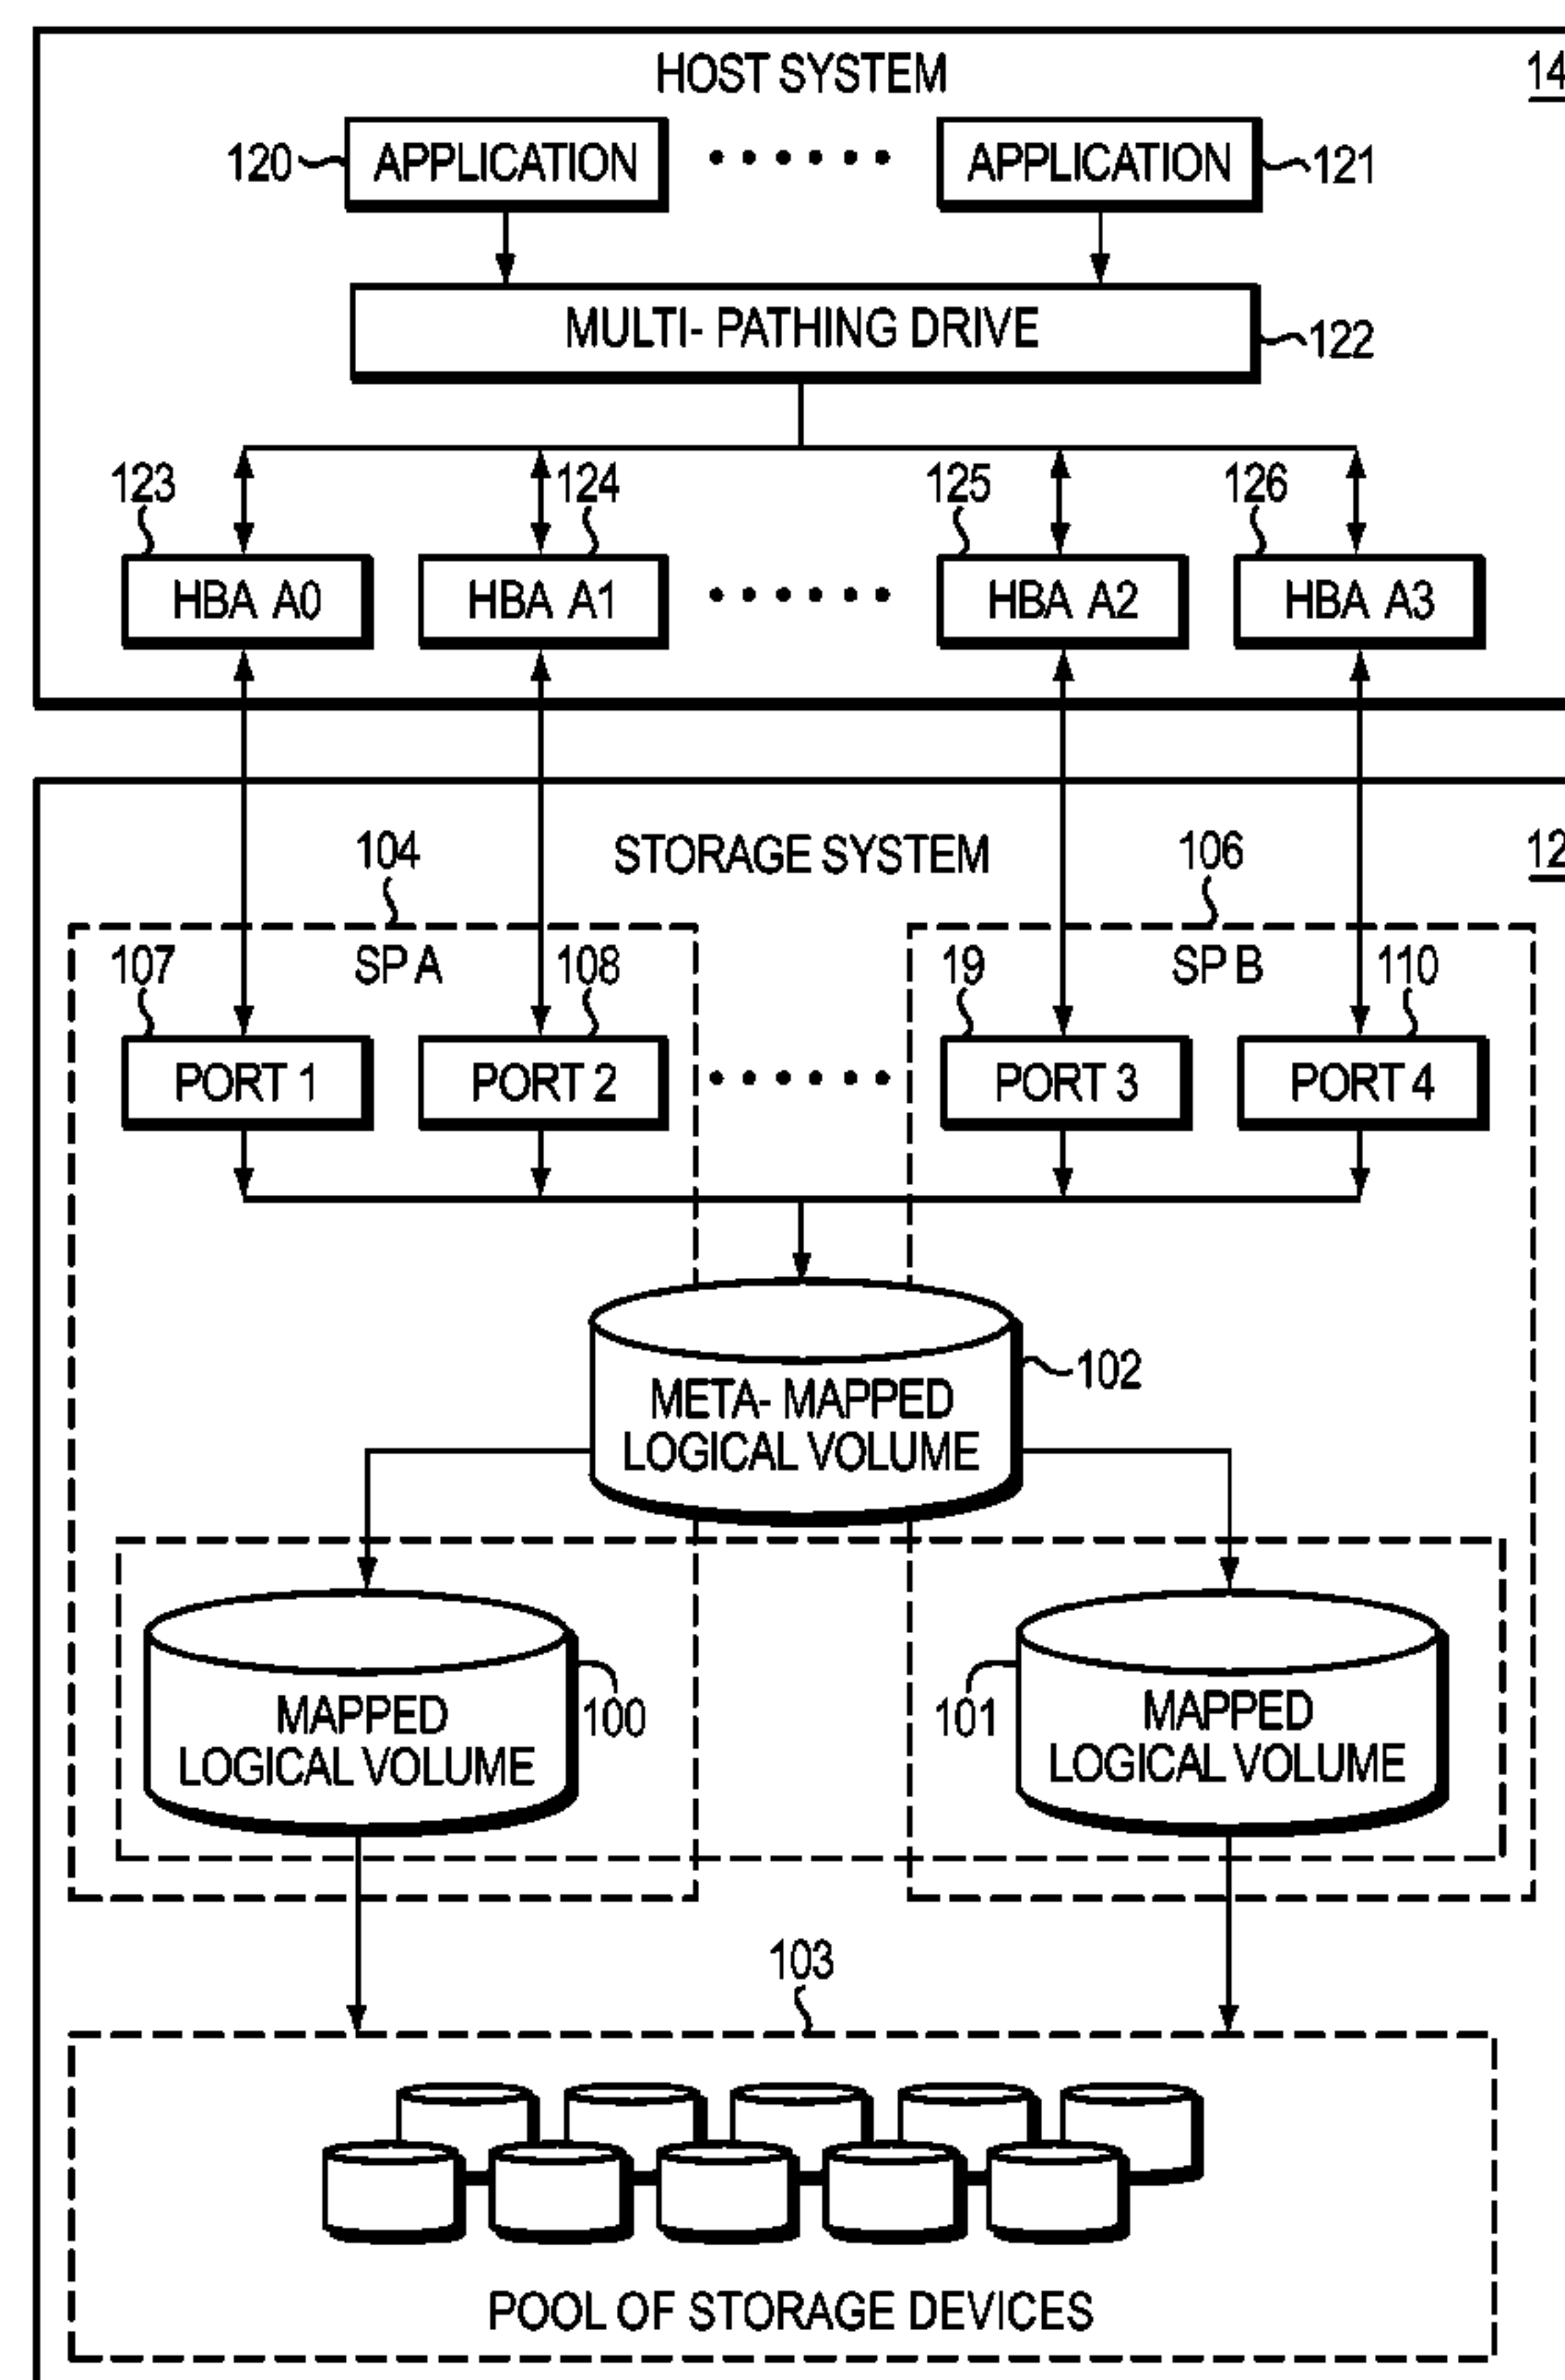 HOST SYSTEM
14
120
APPLICATION
APPLICATION
121
MULTI- PATHING DRIVE
122
123
124
125
126
HBA A0
HBA A1
HBA A2
HBA A3
104
STORAGE SYSTEM
106
12
107
SP A
108
19
SP B
110
PORT 1
PORT 2
PORT 3
PORT 4
META- MAPPED
LOGICAL VOLUME
102
MAPPED
LOGICAL VOLUME
100
101
MAPPED
LOGICAL VOLUME
103
POOL OF STORAGE DEVICES